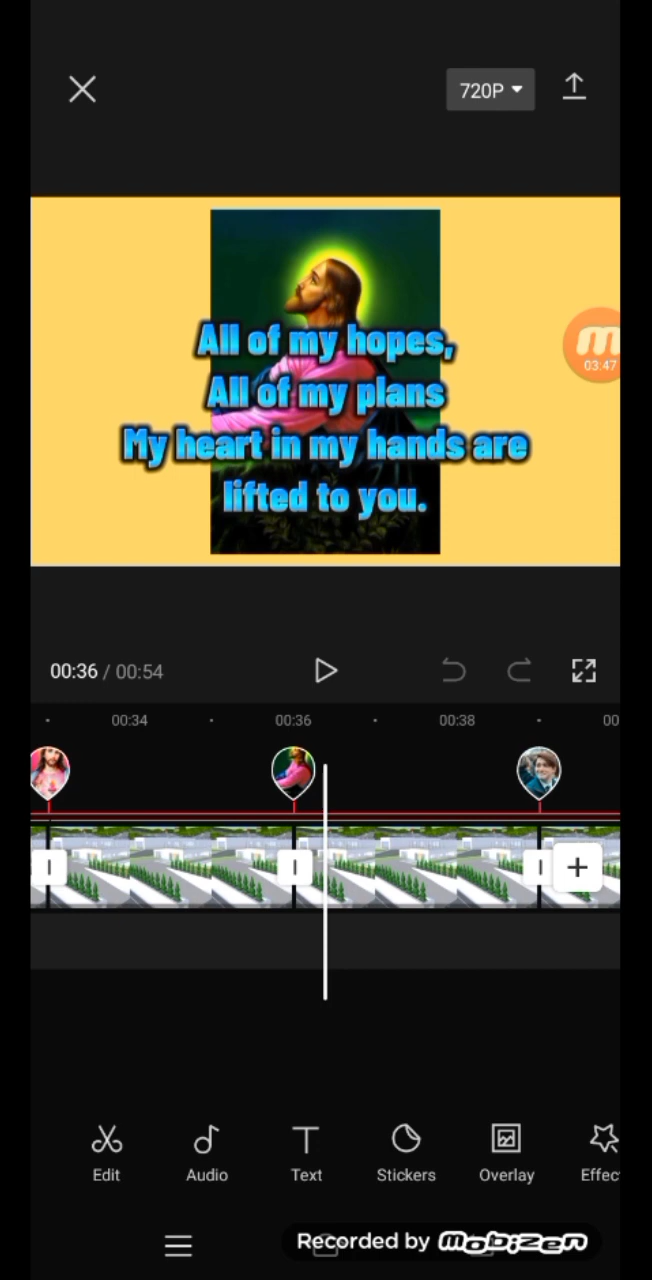 720P
All of my hopes,
All of my plans
My heart in my hands are
lifted to you.
03:47
00:36 / 00:54
00:34 00:36 00:38 00
Edit Audio Text Stickers Overlay Effec
Recorded by mobizen